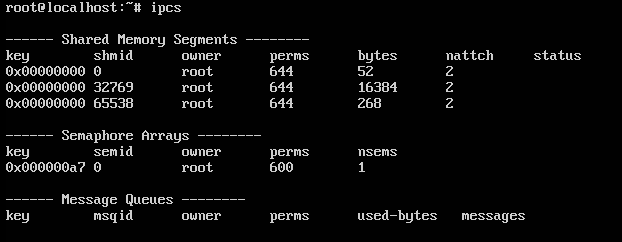 root@localhost:~# ipcs
------ Shared Memory Segments --------
key shmid owner perms bytes nattch status
0x00000000 0 root 644 52 2
0x00000000 32769 root 644 16384 2
0x00000000 65538 root 644 268 2
------ Semaphore Arrays --------
key semid owner perms nsems
0x000000a7 0 root 600 1
------ Message Queues --------
key msqid owner perms used-bytes messages